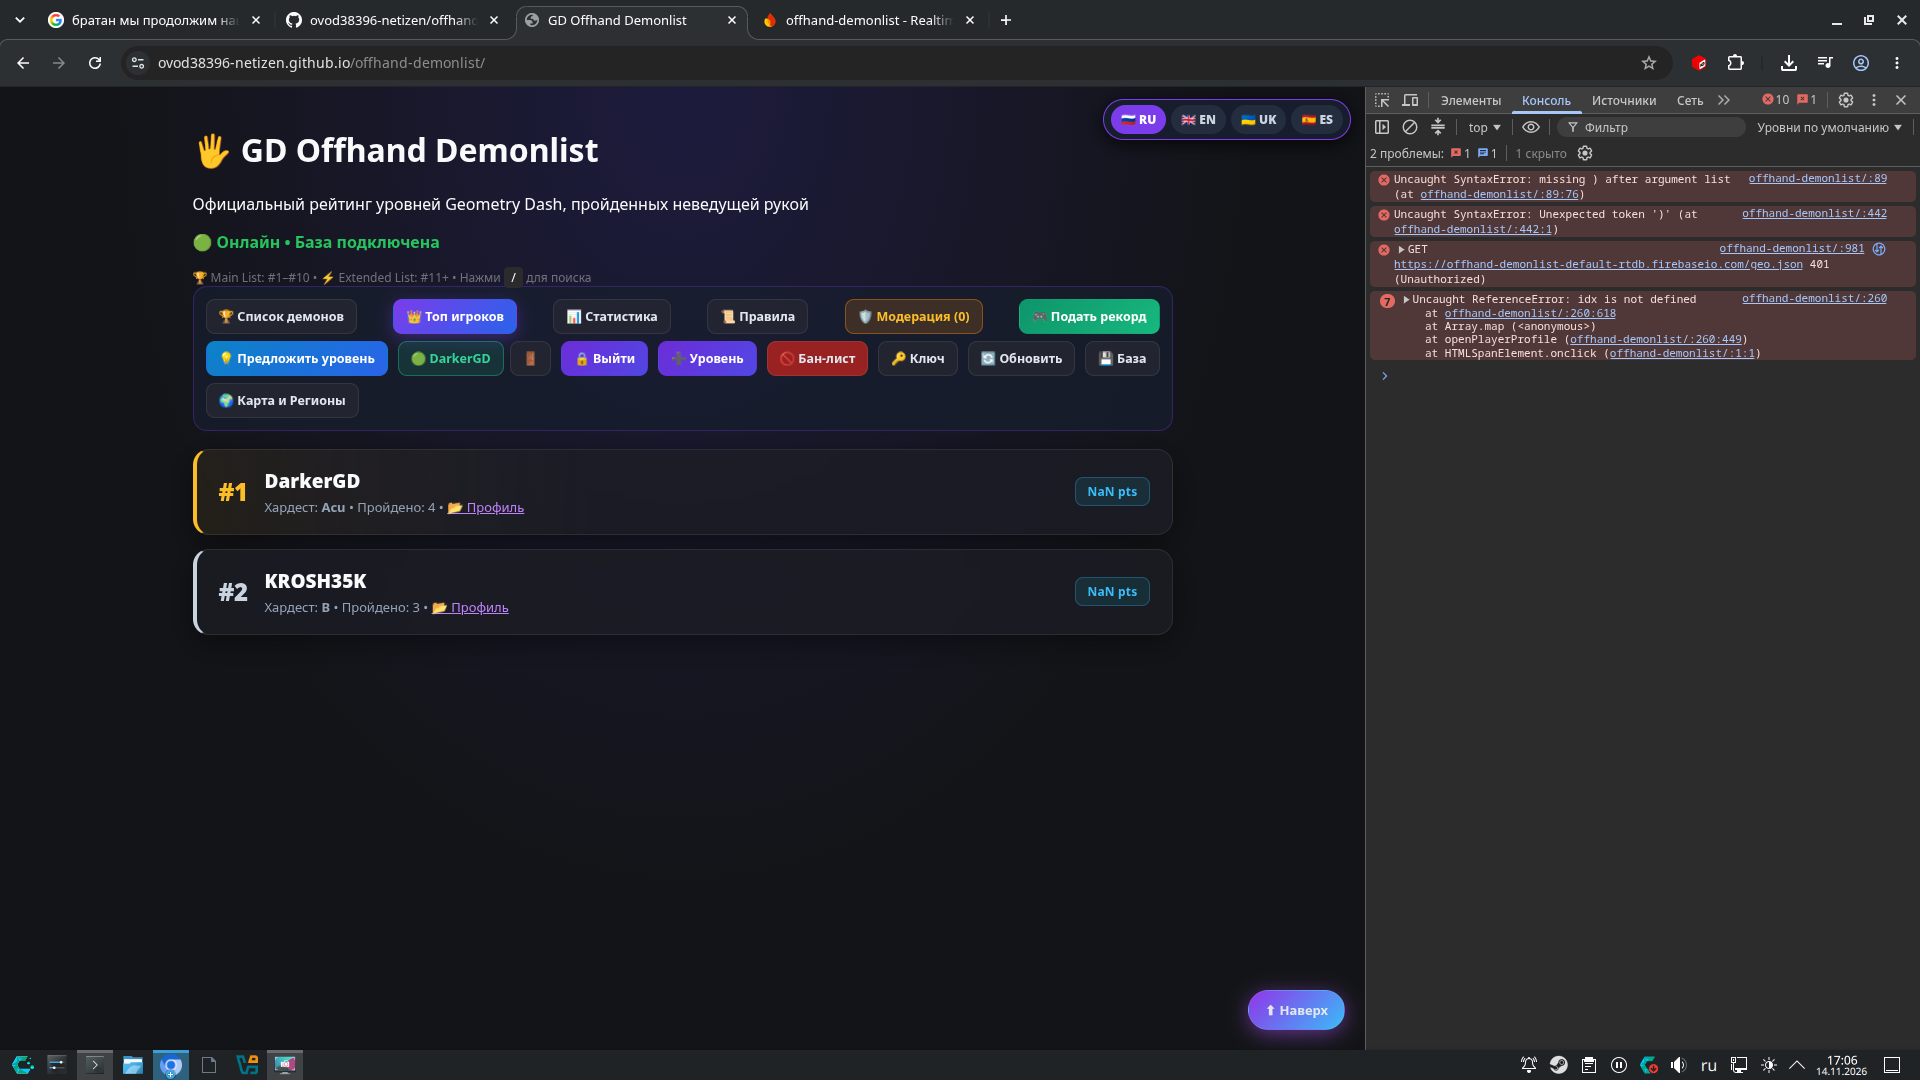 братан мы продолжим на
ovod38396-netizen/offhand
GD Offhand Demonlist
offhand-demonlist - Realtim
ovod38396-netizen.github.io/offhand-demonlist/
🇷🇺 RU
🇬🇧 EN
🇺🇦 UK
🇪🇸 ES
🖐 GD Offhand Demonlist
Официальный рейтинг уровней Geometry Dash, пройденных неведущей рукой
🟢 Онлайн • База подключена
🏆 Main List: #1–#10 • ⚡ Extended List: #11+ • Нажми / для поиска
🏆 Список демонов
👑 Топ игроков
📊 Статистика
📜 Правила
🛡️ Модерация (0)
🎮 Подать рекорд
💡 Предложить уровень
🟢 DarkerGD
🚪
🔒 Выйти
➕ Уровень
🚫 Бан-лист
🔑 Ключ
🔄 Обновить
💾 База
🌍 Карта и Регионы
#1
DarkerGD
Хардест: Acu • Пройдено: 4 • 📂 Профиль
NaN pts
#2
KROSH35K
Хардест: B • Пройдено: 3 • 📂 Профиль
NaN pts
⬆ Наверх
Элементы
Консоль
Источники
Сеть
10
1
top
Фильтр
Уровни по умолчанию
2 проблемы: 1 1
1 скрыто
Uncaught SyntaxError: missing ) after argument list offhand-demonlist/:89
(at offhand-demonlist/:89:76)
Uncaught SyntaxError: Unexpected token ')' (at offhand-demonlist/:442
offhand-demonlist/:442:1)
GET offhand-demonlist/:981
https://offhand-demonlist-default-rtdb.firebaseio.com/geo.json 401
(Unauthorized)
7 Uncaught ReferenceError: idx is not defined offhand-demonlist/:260
at offhand-demonlist/:260:618
at Array.map (<anonymous>)
at openPlayerProfile (offhand-demonlist/:260:449)
at HTMLSpanElement.onclick (offhand-demonlist/:1:1)
ru
17:06
14.11.2026